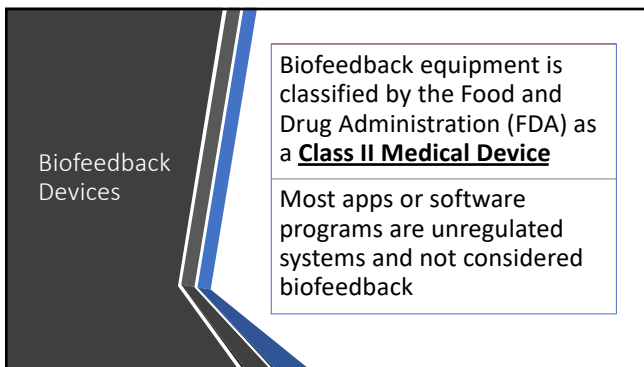 Biofeedback
Devices
Biofeedback equipment is
classified by the Food and
Drug Administration (FDA) as
a Class II Medical Device
Most apps or software
programs are unregulated
systems and not considered
biofeedback